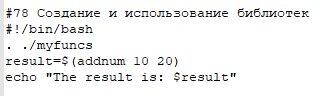 #78 Создание и использование библиотек
#!/bin/bash
. ./myfuncs
result=$(addnum 10 20)
echo "The result is: $result"